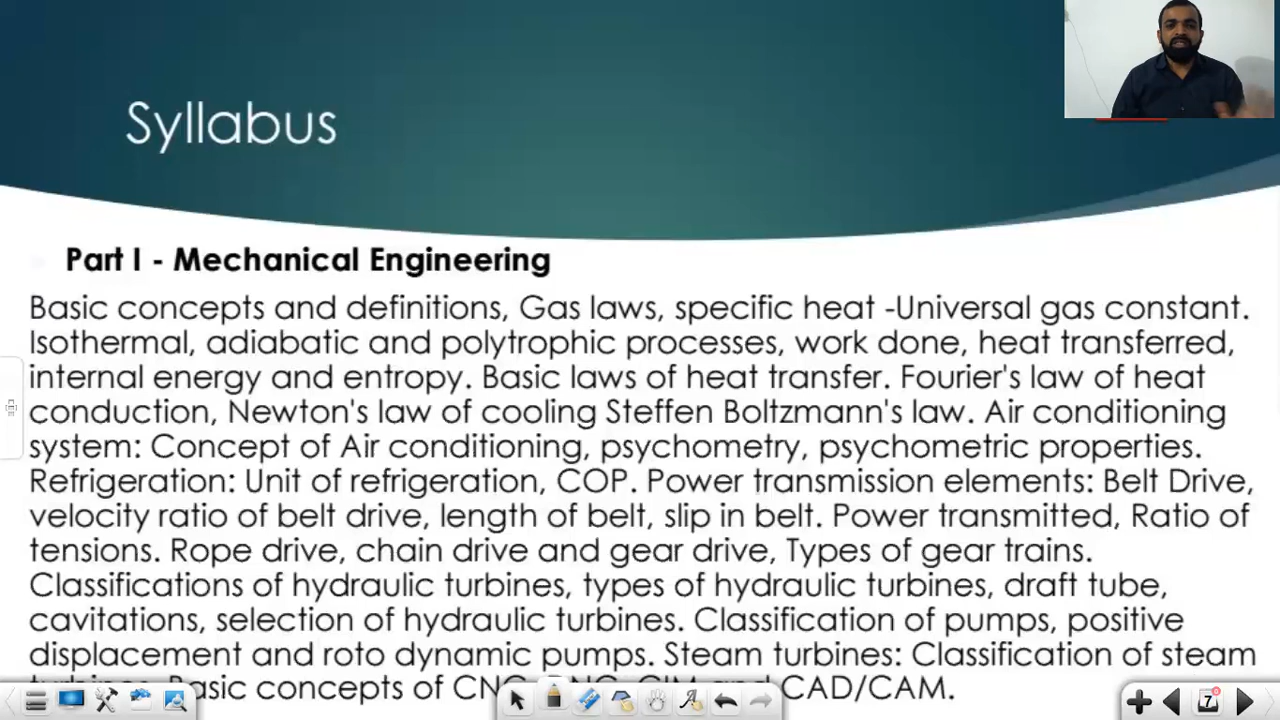 Syllabus
Part I - Mechanical Engineering
Basic concepts and definitions, Gas laws, specific heat -Universal gas constant.
Isothermal, adiabatic and polytrophic processes, work done, heat transferred,
internal energy and entropy. Basic laws of heat transfer. Fourier's law of heat
conduction, Newton's law of cooling Steffen Boltzmann's law. Air conditioning
system: Concept of Air conditioning, psychometry, psychometric properties.
Refrigeration: Unit of refrigeration, COP. Power transmission elements: Belt Drive,
velocity ratio of belt drive, length of belt, slip in belt. Power transmitted, Ratio of
tensions. Rope drive, chain drive and gear drive, Types of gear trains.
Classifications of hydraulic turbines, types of hydraulic turbines, draft tube,
cavitations, selection of hydraulic turbines. Classification of pumps, positive
displacement and roto dynamic pumps. Steam turbines: Classification of steam
Basic concepts of CNC, DNC, CIM and CAD/CAM.
7